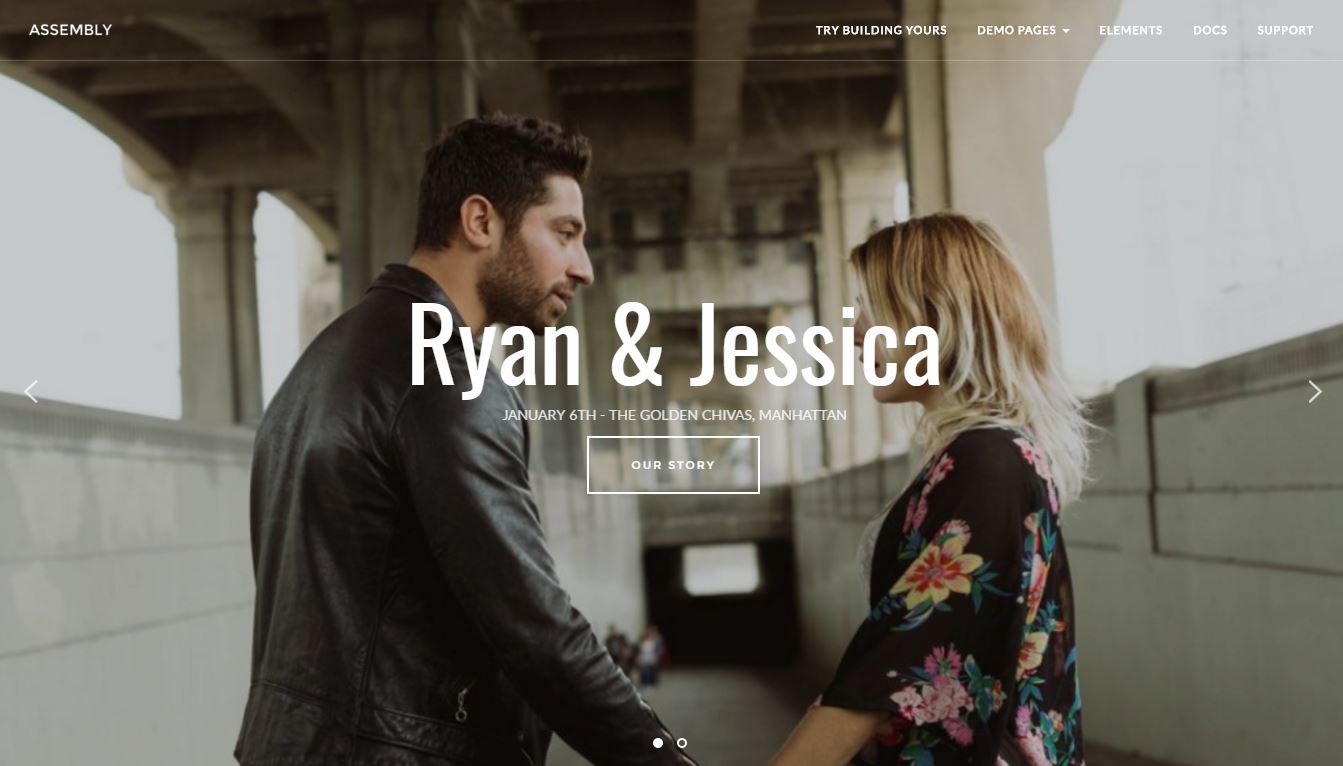 ASSEMBLY
TRY BUILDING YOURS
DEMO PAGES
ELEMENTS
DOCS
SUPPORT
Ryan & Jessica
JANUARY 6TH - THE GOLDEN CHIVAS, MANHATTAN
OUR STORY